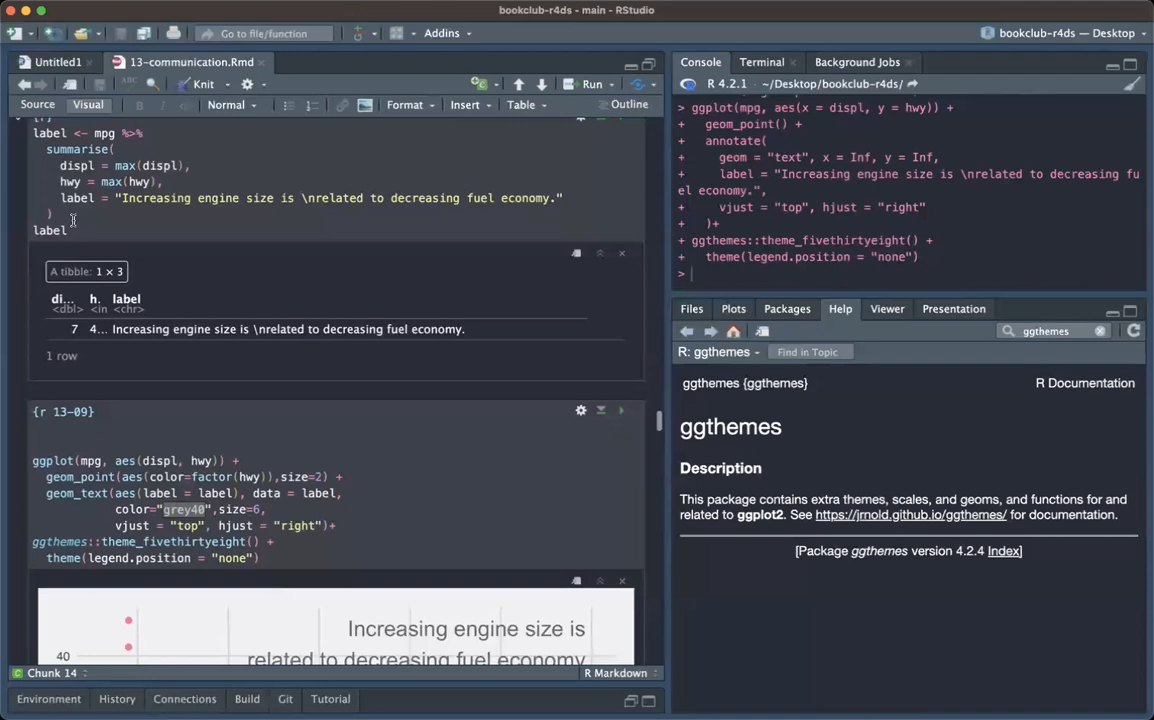 bookclub-r4ds - main - RStudio
Go to file/function
Addins
bookclub-r4ds - Desktop
Untitled1
13-communication.Rmd
Knit
Run
Source
Visual
B
I
Normal
Format
Insert
Table
Outline
label <- mpg %>%
summarise(
displ = max(displ),
hwy = max(hwy),
label = "Increasing engine size is \nrelated to decreasing fuel economy."
)
label
A tibble: 1 × 3
di... h. label
<dbl> <in <chr>
7 4... Increasing engine size is \nrelated to decreasing fuel economy.
1 row
{r 13-09}
ggplot(mpg, aes(displ, hwy)) +
geom_point(aes(color=factor(hwy)),size=2) +
geom_text(aes(label = label), data = label,
color="grey40",size=6,
vjust = "top", hjust = "right")+
ggthemes::theme_fivethirtyeight() +
theme(legend.position = "none")
Increasing engine size is
40
related to decreasing fuel economy
Chunk 14
R Markdown
Environment
History
Connections
Build
Git
Tutorial
Console
Terminal
Background Jobs
R 4.2.1 · ~/Desktop/bookclub-r4ds/
> ggplot(mpg, aes(x = displ, y = hwy)) +
+ geom_point() +
+ annotate(
+ geom = "text", x = Inf, y = Inf,
+ label = "Increasing engine size is \nrelated to decreasing fu
el economy.",
+ vjust = "top", hjust = "right"
+ )+
+ ggthemes::theme_fivethirtyeight() +
+ theme(legend.position = "none")
>
Files
Plots
Packages
Help
Viewer
Presentation
ggthemes
R: ggthemes
Find in Topic
ggthemes {ggthemes}
R Documentation
ggthemes
Description
This package contains extra themes, scales, and geoms, and functions for and
related to ggplot2. See https://jrnold.github.io/ggthemes/ for documentation.
[Package ggthemes version 4.2.4 Index]